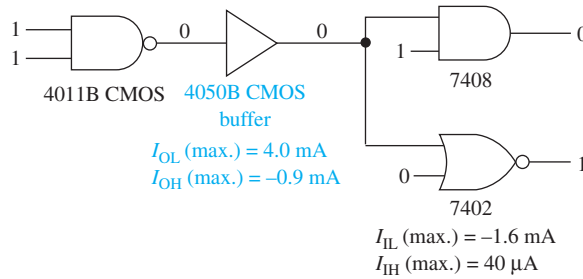 1
1
0
4011B CMOS
4050B CMOS
buffer
I_OL (max.) = 4.0 mA
I_OH (max.) = –0.9 mA
0
1
0
7408
0
1
7402
I_IL (max.) = –1.6 mA
I_IH (max.) = 40 μA